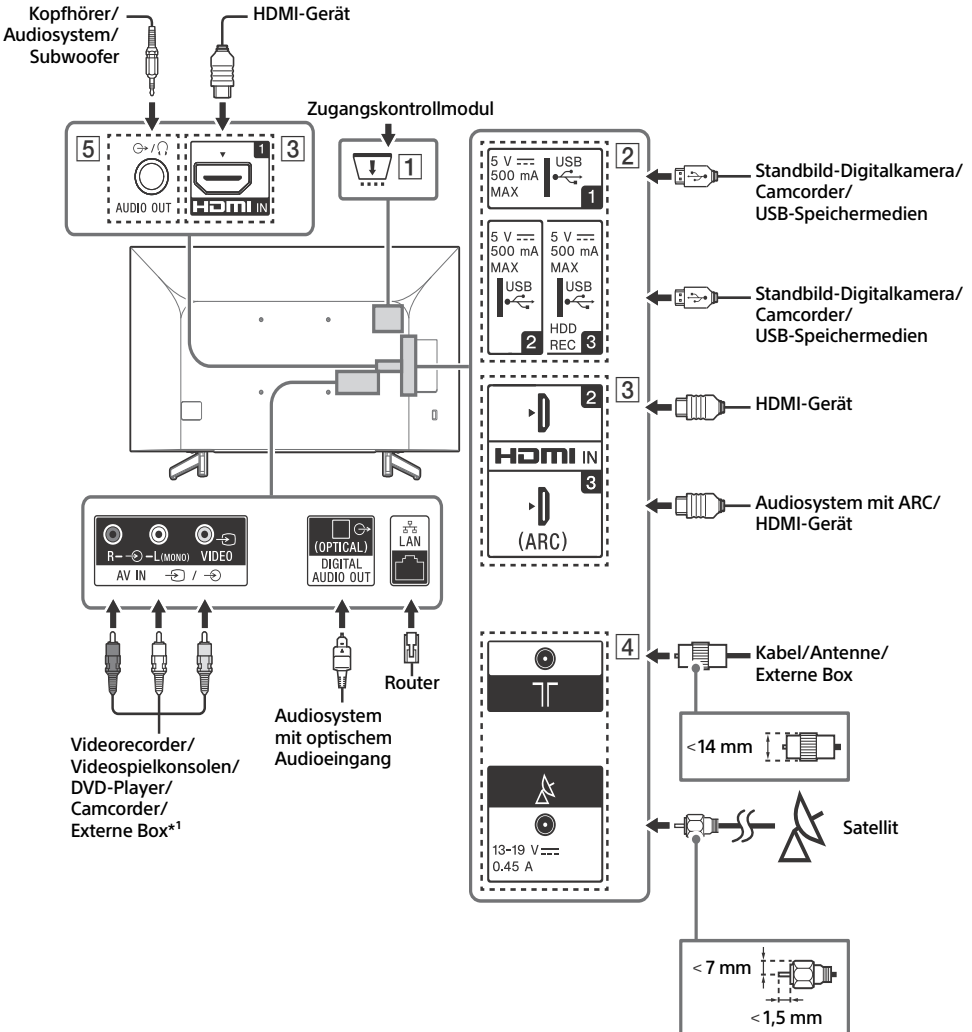 Kopfhörer/
Audiosystem/
Subwoofer
HDMI-Gerät
Zugangskontrollmodul
5
AUDIO OUT
1
HDMI IN
3
1
5 V
500 mA
MAX
USB
1
2
Standbild-Digitalkamera/
Camcorder/
USB-Speichermedien
5 V
500 mA
MAX
USB
2
5 V
500 mA
MAX
USB
HDD
REC 3
Standbild-Digitalkamera/
Camcorder/
USB-Speichermedien
2
3
HDMI-Gerät
HDMI IN
3
(ARC)
Audiosystem mit ARC/
HDMI-Gerät
R- -L(MONO) VIDEO
AV IN /
(OPTICAL)
DIGITAL
AUDIO OUT
LAN
Router
Audiosystem
mit optischem
Audioeingang
Videorecorder/
Videospielkonsolen/
DVD-Player/
Camcorder/
Externe Box*1
4
Kabel/Antenne/
Externe Box
<14 mm
13-19 V
0.45 A
Satellit
<7 mm
<1,5 mm